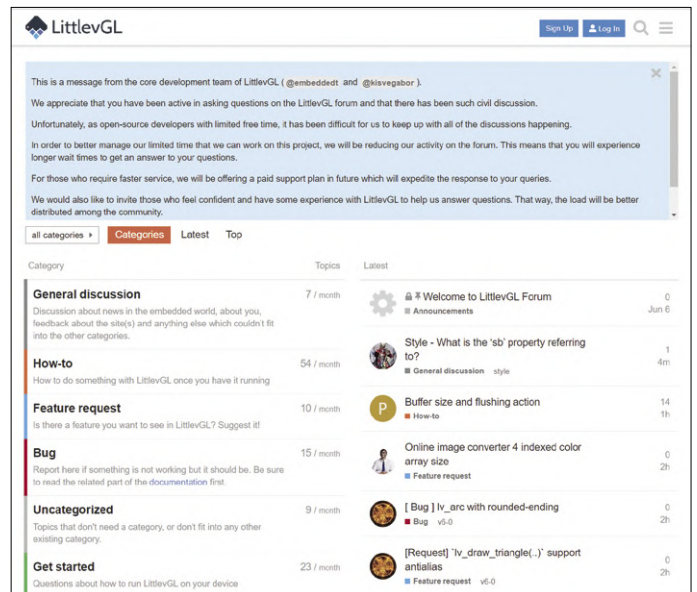 LittlevGL
Sign Up
Log In
This is a message from the core development team of LittlevGL ( @embeddedt and @kisvegabor ).
We appreciate that you have been active in asking questions on the LittlevGL forum and that there has been such civil discussion.
Unfortunately, as open-source developers with limited free time, it has been difficult for us to keep up with all of the discussions happening.
In order to better manage our limited time that we can work on this project, we will be reducing our activity on the forum. This means that you will experience
longer wait times to get an answer to your questions.
For those who require faster service, we will be offering a paid support plan in future which will expedite the response to your queries.
We would also like to invite those who feel confident and have some experience with LittlevGL to help us answer questions. That way, the load will be better
distributed among the community.
all categories
Categories
Latest
Top
Category
Topics
General discussion
7 / month
Discussion about news in the embedded world, about you,
feedback about the site(s) and anything else which couldn't fit
into the other categories.
How-to
54 / month
How to do something with LittlevGL once you have it running
Feature request
10 / month
Is there a feature you want to see in LittlevGL? Suggest it!
Bug
15 / month
Report here if something is not working but it should. Be sure
to read the related part of the documentation first.
Uncategorized
9 / month
Topics that don't need a category, or don't fit into any other
existing category.
Get started
23 / month
Questions about how to run LittlevGL on your device
Latest
Welcome to LittlevGL Forum
0
Announcements
Jun 6
Style - What is the 'sb' property referring
to?
1
General discussion style
4m
Buffer size and flushing action
14
How-to
1h
P
Online image converter 4 indexed color
array size
0
Feature request
2h
[ Bug ] lv_arc with rounded-ending
0
Bug v6-0
2h
[Request] `lv_draw_triangle(..)` support
antialias
0
Feature request v6-0
2h